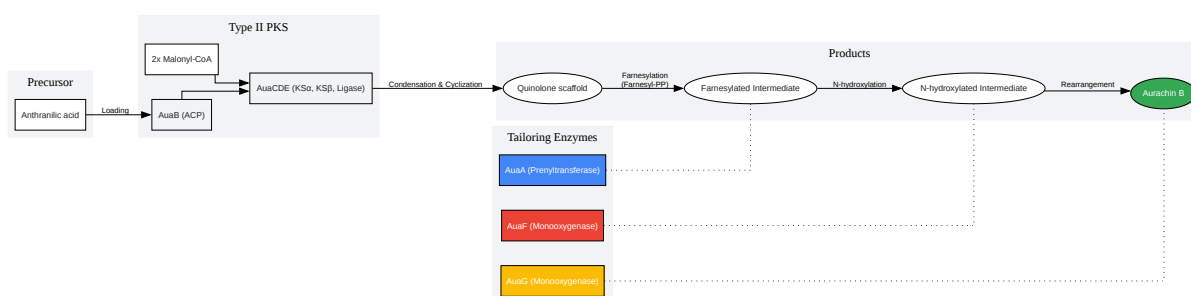 Precursor
Anthranilic acid
Loading
Type II PKS
2x Malonyl-CoA
AuaB (ACP)
AuaCDE (KSα, KSβ, Ligase)
Condensation & Cyclization
Products
Quinolone scaffold
Farnesylation
(Farnesyl-PP)
Farnesylated Intermediate
N-hydroxylation
N-hydroxylated Intermediate
Rearrangement
Aurachin B
Tailoring Enzymes
AuaA (Prenyltransferase)
AuaF (Monooxygenase)
AuaG (Monooxygenase)